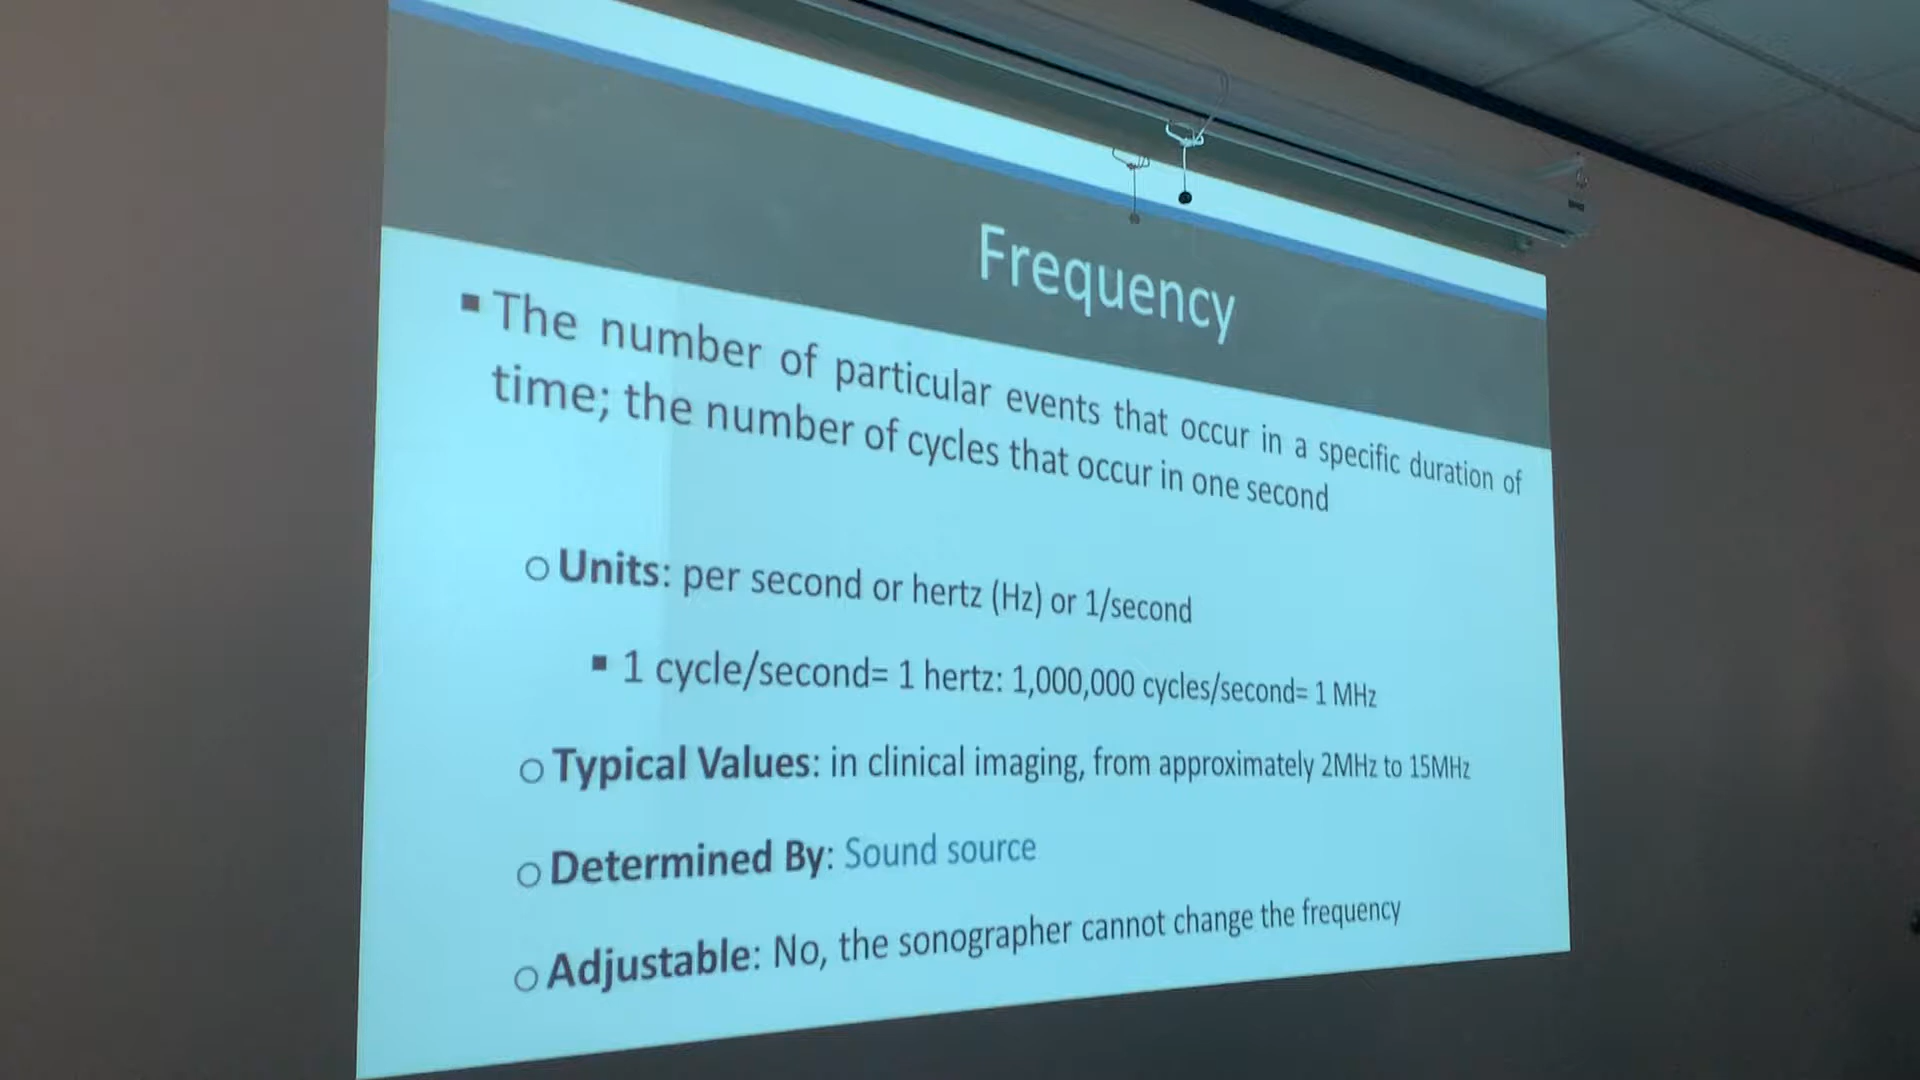 Frequency
▪ The number of particular events that occur in a specific duration of
time; the number of cycles that occur in one second
o Units: per second or hertz (Hz) or 1/second
▪ 1 cycle/second= 1 hertz: 1,000,000 cycles/second= 1 MHz
o Typical Values: in clinical imaging, from approximately 2MHz to 15MHz
o Determined By: Sound source
o Adjustable: No, the sonographer cannot change the frequency